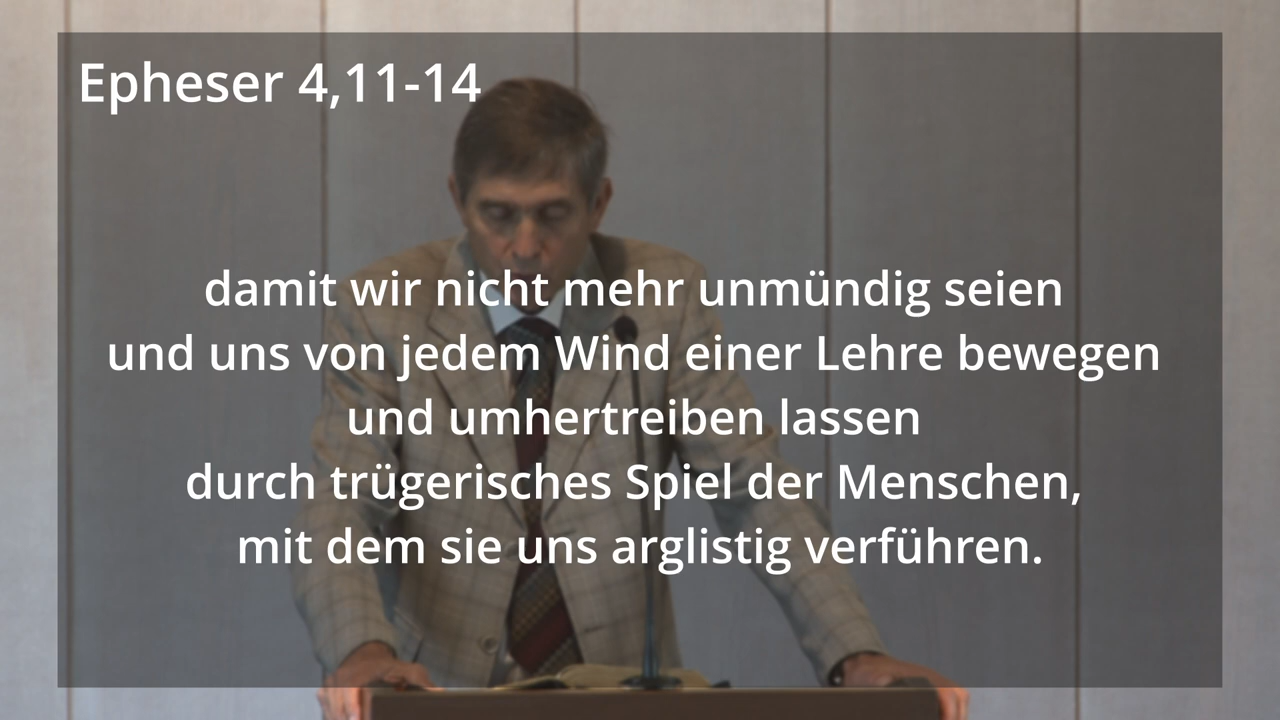 Epheser 4,11-14
damit wir nicht mehr unmündig seien
und uns von jedem Wind einer Lehre bewegen
und umhertreiben lassen
durch trügerisches Spiel der Menschen,
mit dem sie uns arglistig verführen.